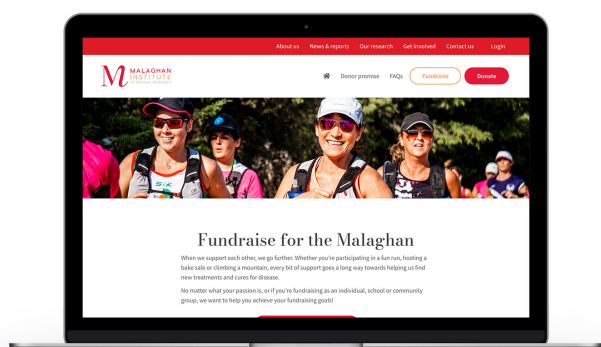 About us News & reports Our research Get involved Contact us Login
MALAGHAN
INSTITUTE
OF MEDICAL RESEARCH
Donor promise FAQs Fundraise Donate
Fundraise for the Malaghan
When we support each other, we go further. Whether you're participating in a fun run, hosting a
bake sale or climbing a mountain, every bit of support goes a long way towards helping us find
new treatments and cures for disease.
No matter what your passion is, or if you're fundraising as an individual, school or community
group, we want to help you achieve your fundraising goals!